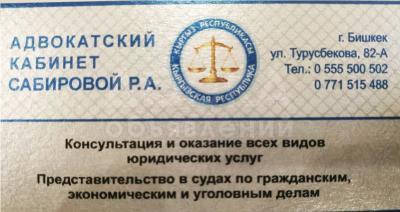 АДВОКАТСКИЙ
КАБИНЕТ
САБИРОВОЙ Р.А.
КЫРГЫЗ РЕСПУБЛИКАСЫ
КЫРГЫЗСКАЯ РЕСПУБЛИКА
г. Бишкек
ул. Турусбекова, 82-А
Тел.: 0 555 500 502
0 771 515 488
Консультация и оказание всех видов
юридических услуг
Представительство в судах по гражданским,
экономическим и уголовным делам